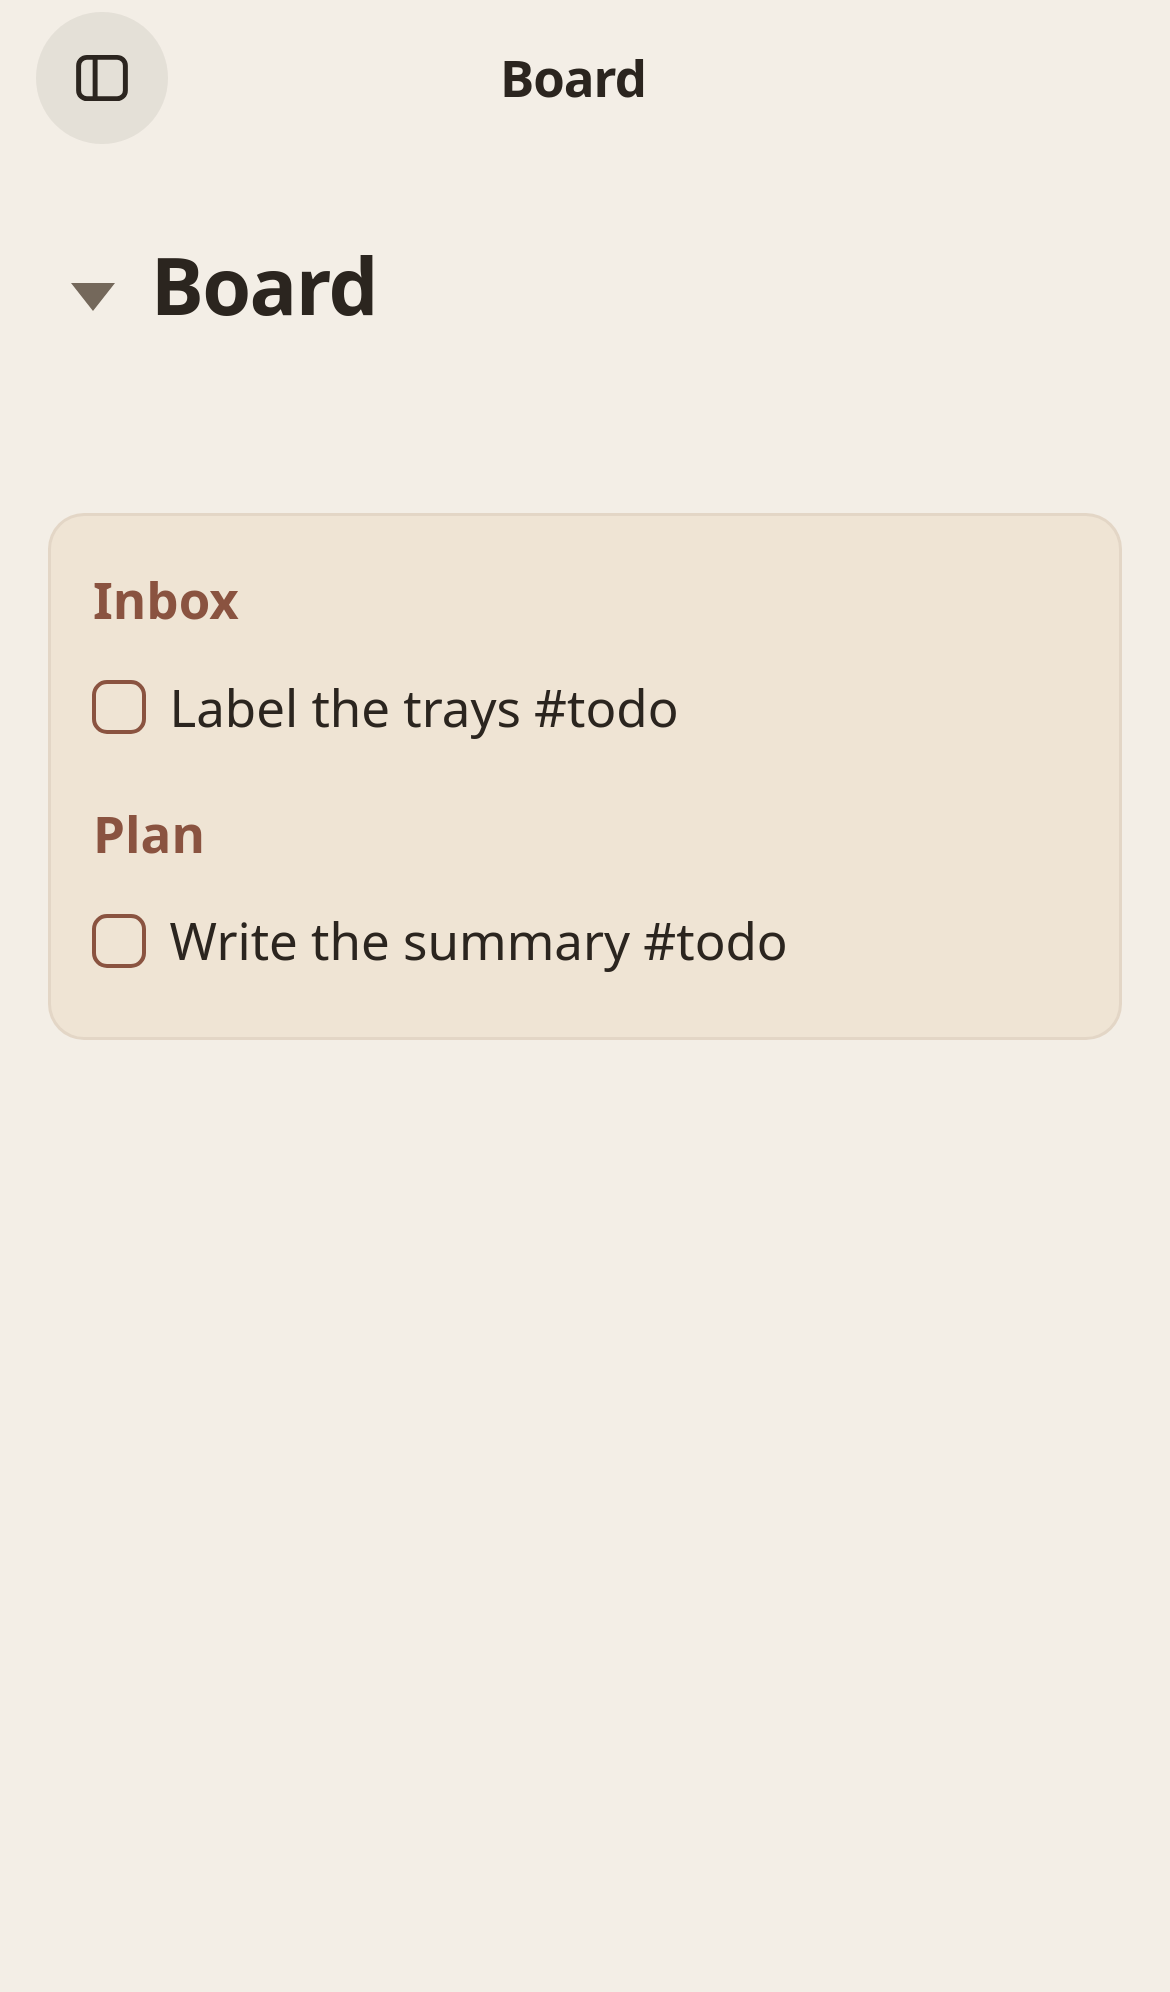 Board
Board
Inbox
Label the trays #todo
Plan
Write the summary #todo